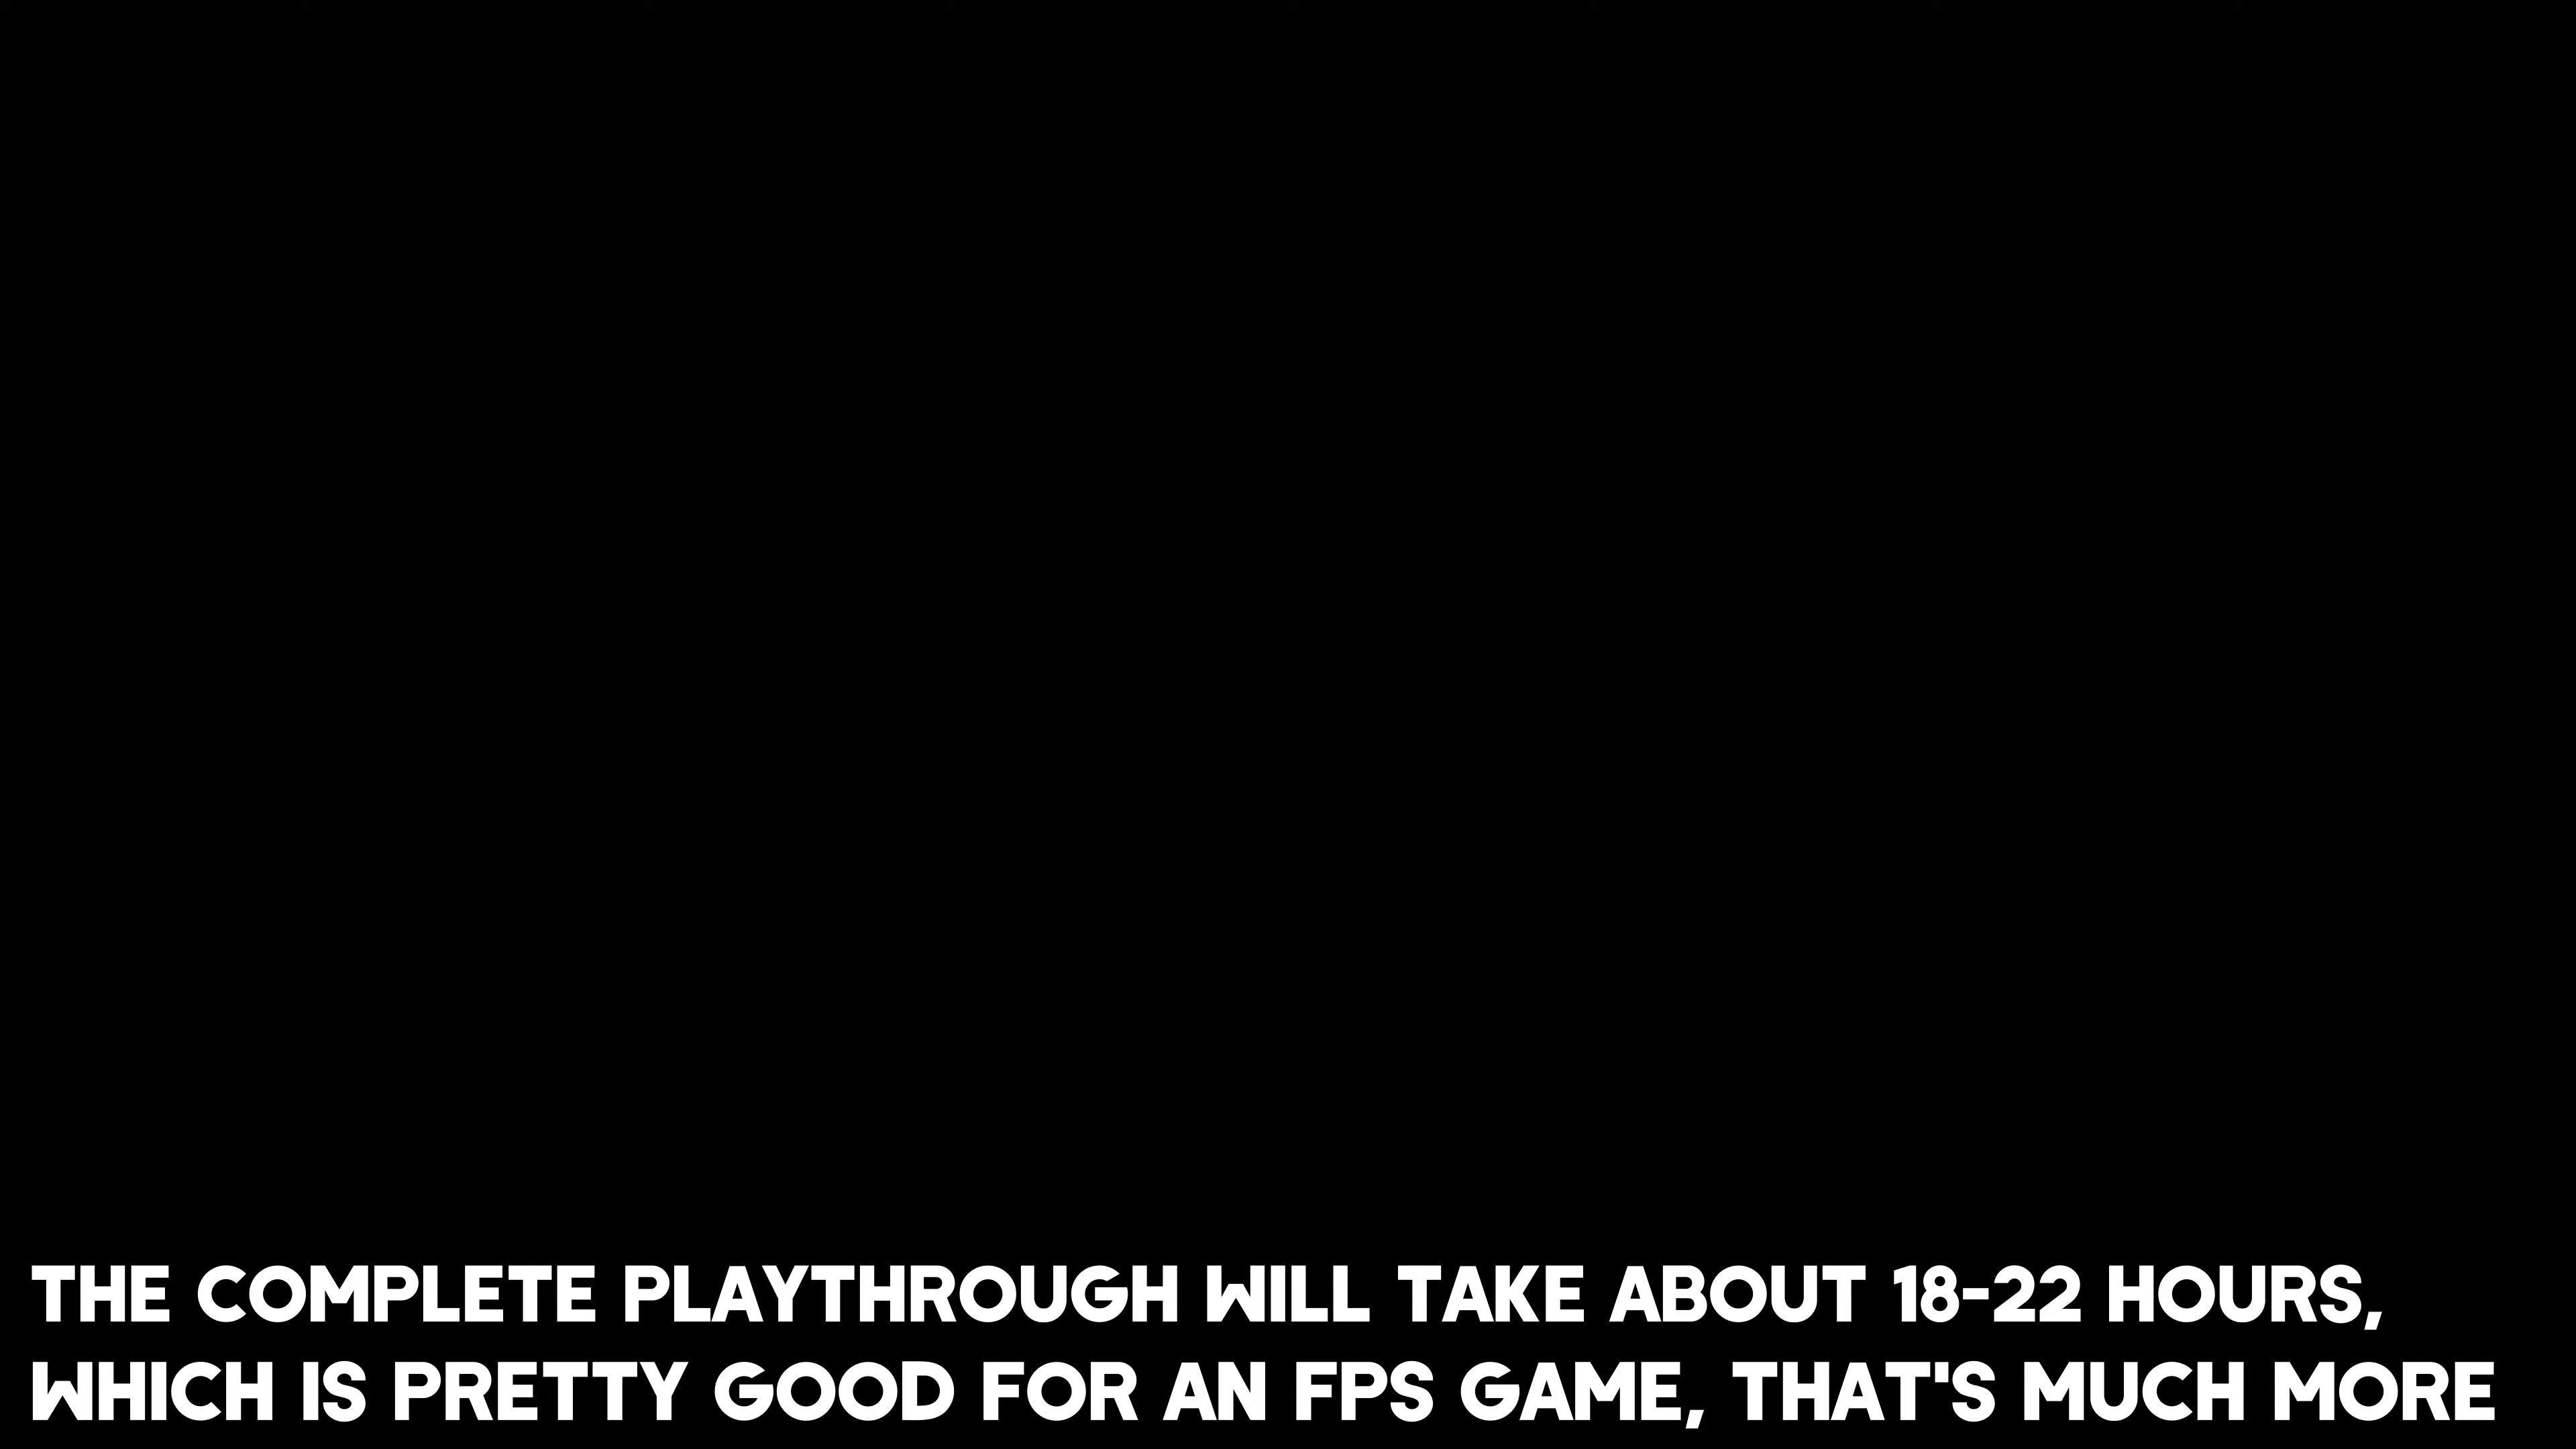 THE COMPLETE PLAYTHROUGH WILL TAKE ABOUT 18-22 HOURS,
WHICH IS PRETTY GOOD FOR AN FPS GAME, THAT'S MUCH MORE